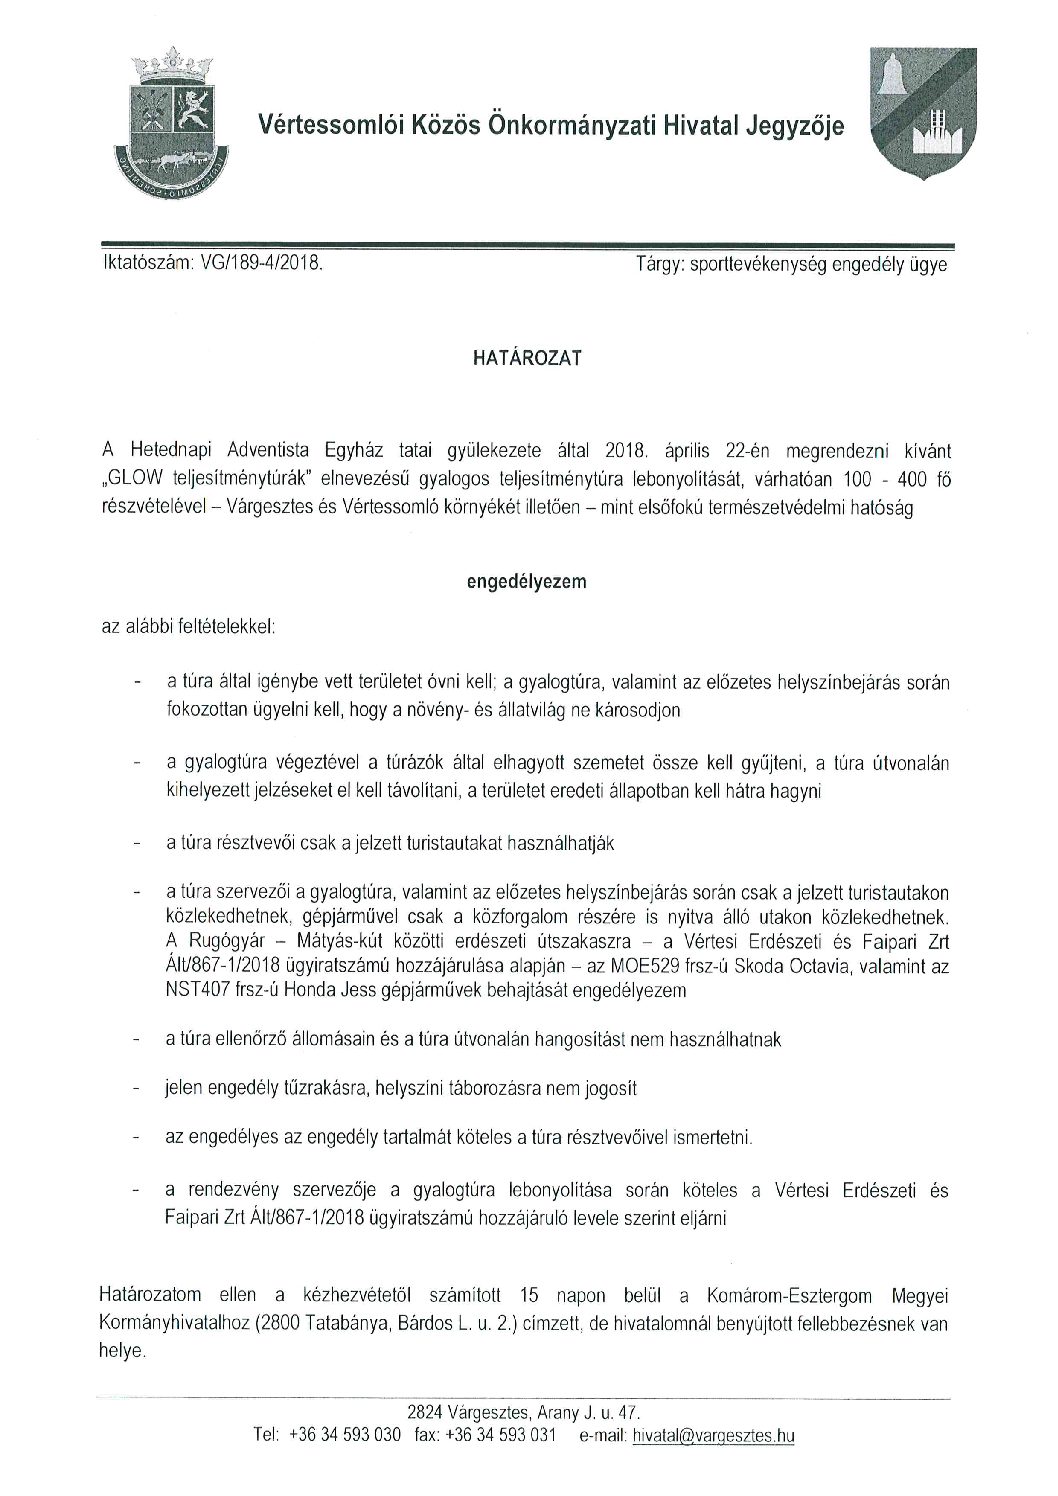 Vértessomlói Közös Önkormányzati Hivatal Jegyzője
Iktatószám: VG/189-4/2018. Tárgy: sporttevékenység engedély ügye
HATÁROZAT
A Hetednapi Adventista Egyház tatai gyülekezete által 2018. április 22-én megrendezni kívánt
„GLOW teljesítménytúrák” elnevezésű gyalogos teljesítménytúra lebonyolítását, várhatóan 100 - 400 fő
részvételével – Várgesztes és Vértessomló környékét illetően – mint elsőfokú természetvédelmi hatóság
engedélyezem
az alábbi feltételekkel:
- a túra által igénybe vett területet óvni kell; a gyalogtúra, valamint az előzetes helyszínbejárás során
fokozottan ügyelni kell, hogy a növény- és állatvilág ne károsodjon
- a gyalogtúra végeztével a túrázók által elhagyott szemetet össze kell gyűjteni, a túra útvonalán
kihelyezett jelzéseket el kell távolítani, a területet eredeti állapotban kell hátra hagyni
- a túra résztvevői csak a jelzett turistautakat használhatják
- a túra szervezői a gyalogtúra, valamint az előzetes helyszínbejárás során csak a jelzett turistautakon
közlekedhetnek, gépjárművel csak a közforgalom részére is nyitva álló utakon közlekedhetnek.
A Rugógyár – Mátyás-kút közötti erdészeti útszakaszra – a Vértesi Erdészeti és Faipari Zrt
Ált/867-1/2018 ügyiratszámú hozzájárulása alapján – az MOE529 frsz-ú Skoda Octavia, valamint az
NST407 frsz-ú Honda Jess gépjárművek behajtását engedélyezem
- a túra ellenőrző állomásain és a túra útvonalán hangosítást nem használhatnak
- jelen engedély tűzrakásra, helyszíni táborozásra nem jogosít
- az engedélyes az engedély tartalmát köteles a túra résztvevőivel ismertetni.
- a rendezvény szervezője a gyalogtúra lebonyolítása során köteles a Vértesi Erdészeti és
Faipari Zrt Ált/867-1/2018 ügyiratszámú hozzájáruló levele szerint eljárni
Határozatom ellen a kézhezvételtől számított 15 napon belül a Komárom-Esztergom Megyei
Kormányhivatalhoz (2800 Tatabánya, Bárdos L. u. 2.) címzett, de hivatalomnál benyújtott fellebbezésnek van
helye.
2824 Várgesztes, Arany J. u. 47.
Tel: +36 34 593 030 fax: +36 34 593 031 e-mail: hivatal@vargesztes.hu